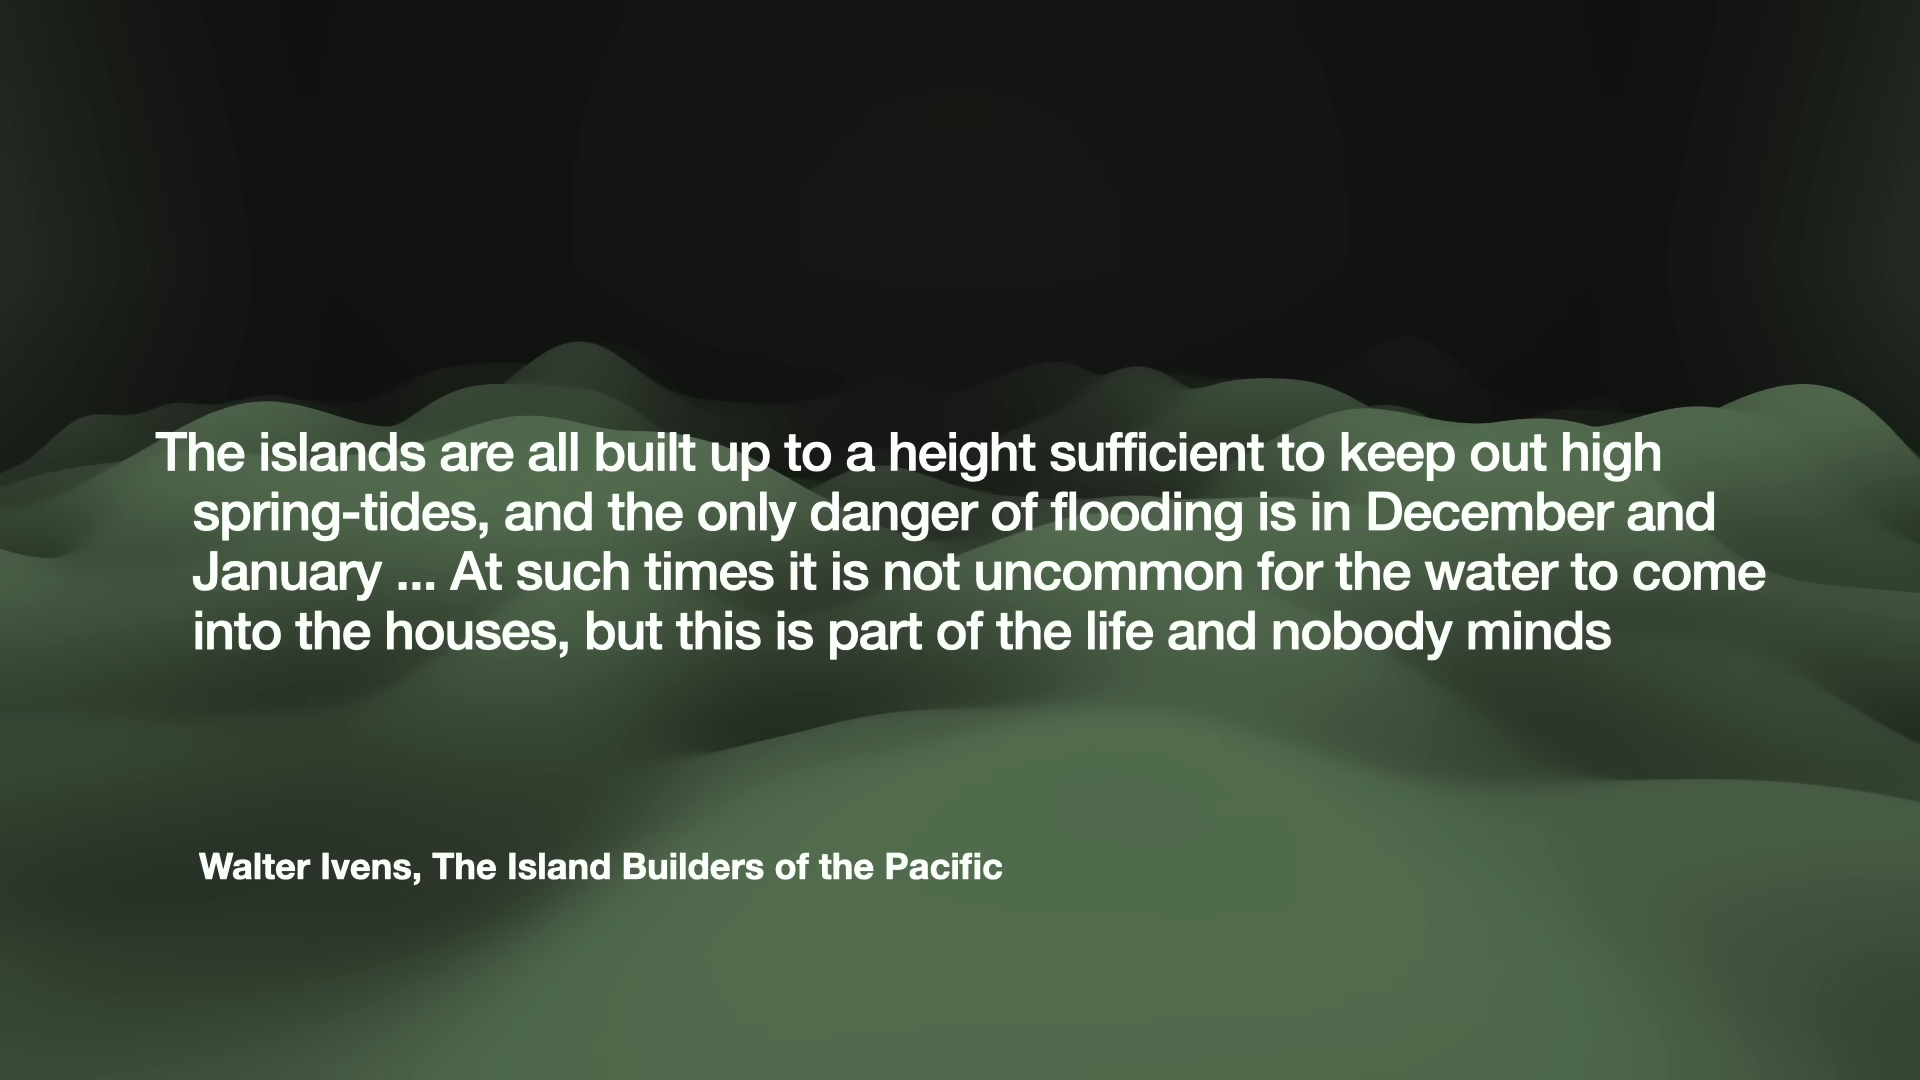 The islands are all built up to a height sufficient to keep out high
spring-tides, and the only danger of flooding is in December and
January ... At such times it is not uncommon for the water to come
into the houses, but this is part of the life and nobody minds
Walter Ivens, The Island Builders of the Pacific